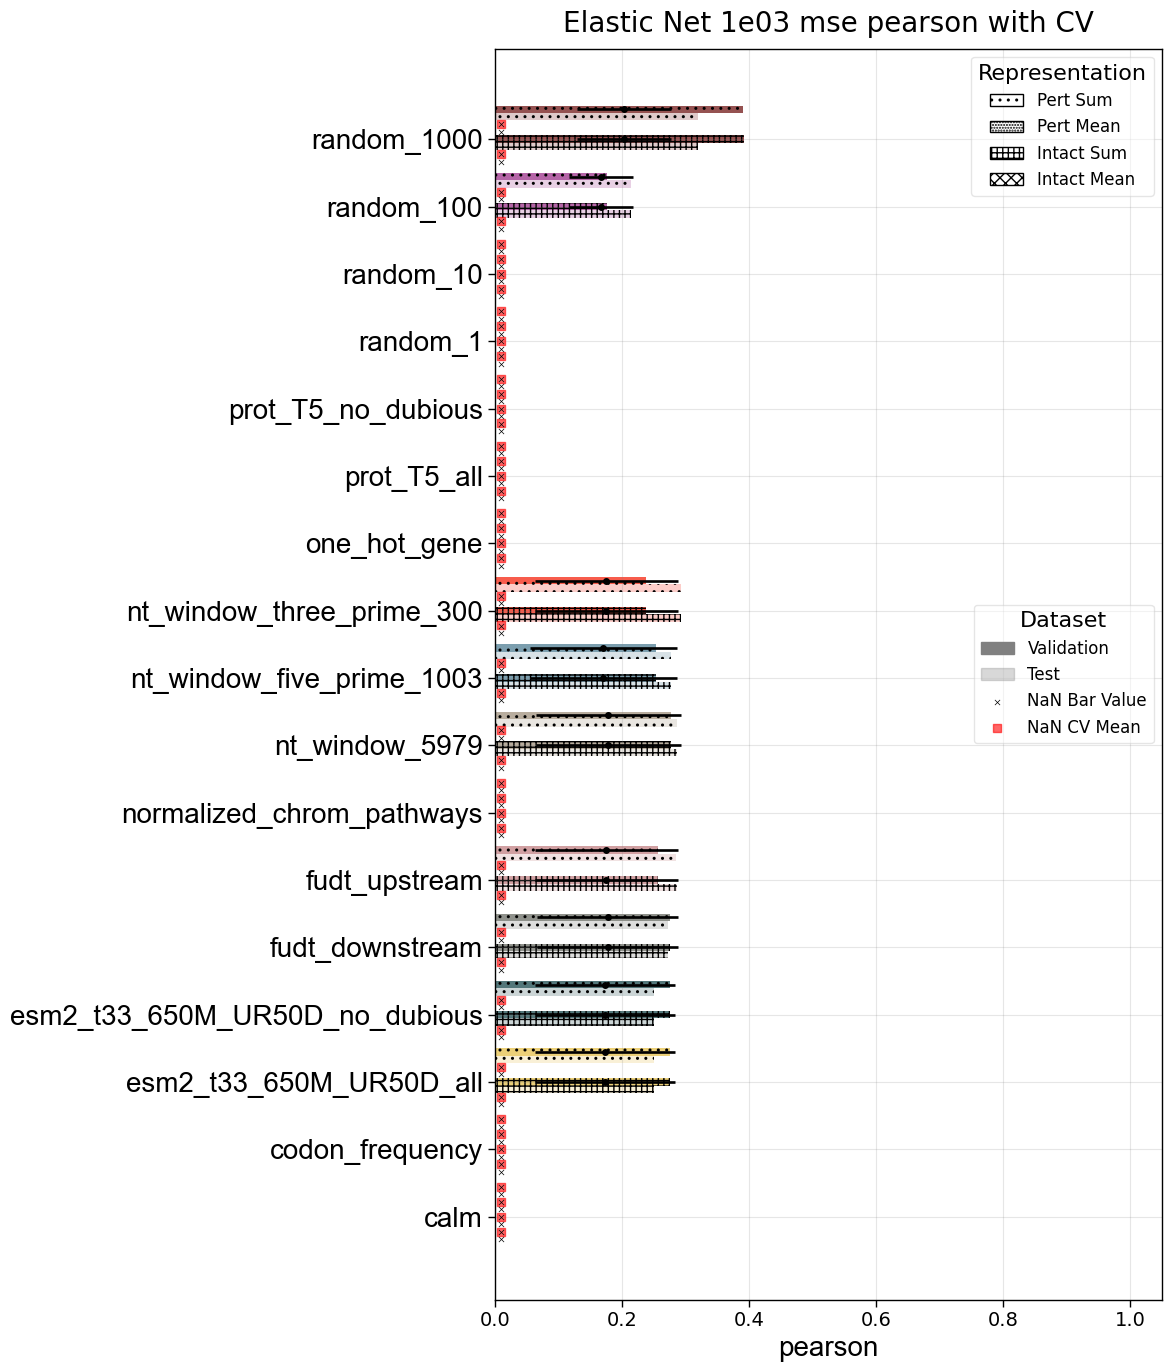 Elastic Net 1e03 mse pearson with CV
Representation
Pert Sum
Pert Mean
Intact Sum
Intact Mean
random_1000
random_100
random_10
random_1
prot_T5_no_dubious
prot_T5_all
one_hot_gene
nt_window_three_prime_300
nt_window_five_prime_1003
nt_window_5979
normalized_chrom_pathways
fudt_upstream
fudt_downstream
esm2_t33_650M_UR50D_no_dubious
esm2_t33_650M_UR50D_all
codon_frequency
calm
Dataset
Validation
Test
NaN Bar Value
NaN CV Mean
0.0 0.2 0.4 0.6 0.8 1.0
pearson